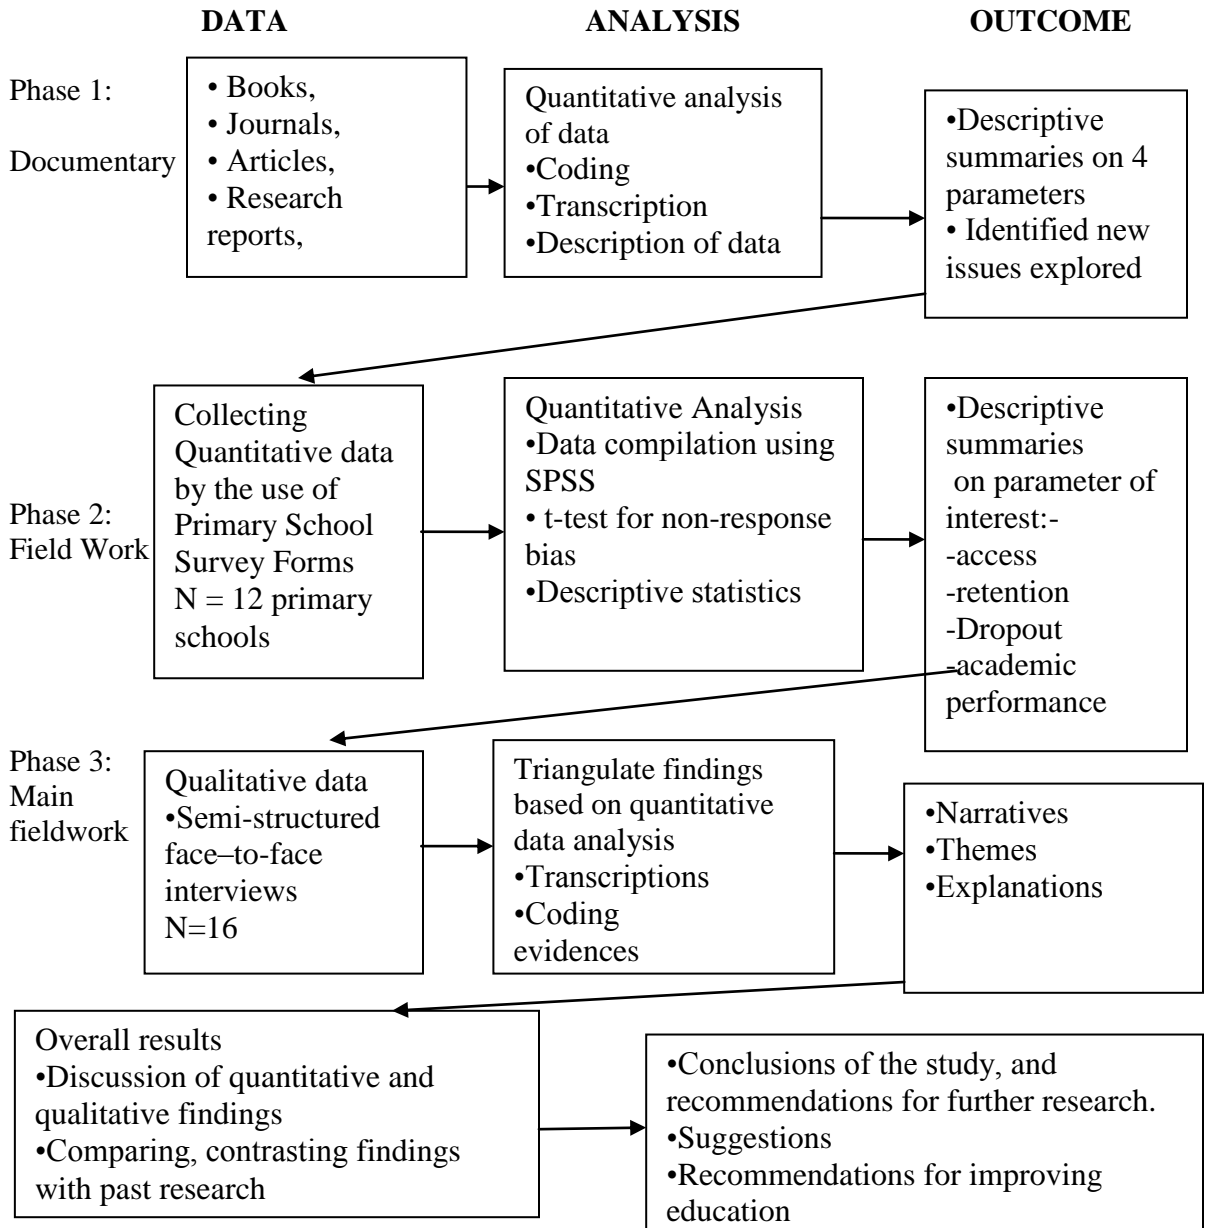 DATA
ANALYSIS
OUTCOME
Phase 1:
Documentary
• Books,
• Journals,
• Articles,
• Research
reports,
Quantitative analysis
of data
•Coding
•Transcription
•Description of data
•Descriptive
summaries on 4
parameters
• Identified new
issues explored
Phase 2:
Field Work
Collecting
Quantitative data
by the use of
Primary School
Survey Forms
N = 12 primary
schools
Quantitative Analysis
•Data compilation using
SPSS
• t-test for non-response
bias
•Descriptive statistics
•Descriptive
summaries
on parameter of
interest:-
-access
-retention
-Dropout
-academic
performance
Phase 3:
Main
fieldwork
Qualitative data
•Semi-structured
face–to-face
interviews
N=16
Triangulate findings
based on quantitative
data analysis
•Transcriptions
•Coding
evidences
•Narratives
•Themes
•Explanations
Overall results
•Discussion of quantitative and
qualitative findings
•Comparing, contrasting findings
with past research
•Conclusions of the study, and
recommendations for further research.
•Suggestions
•Recommendations for improving
education